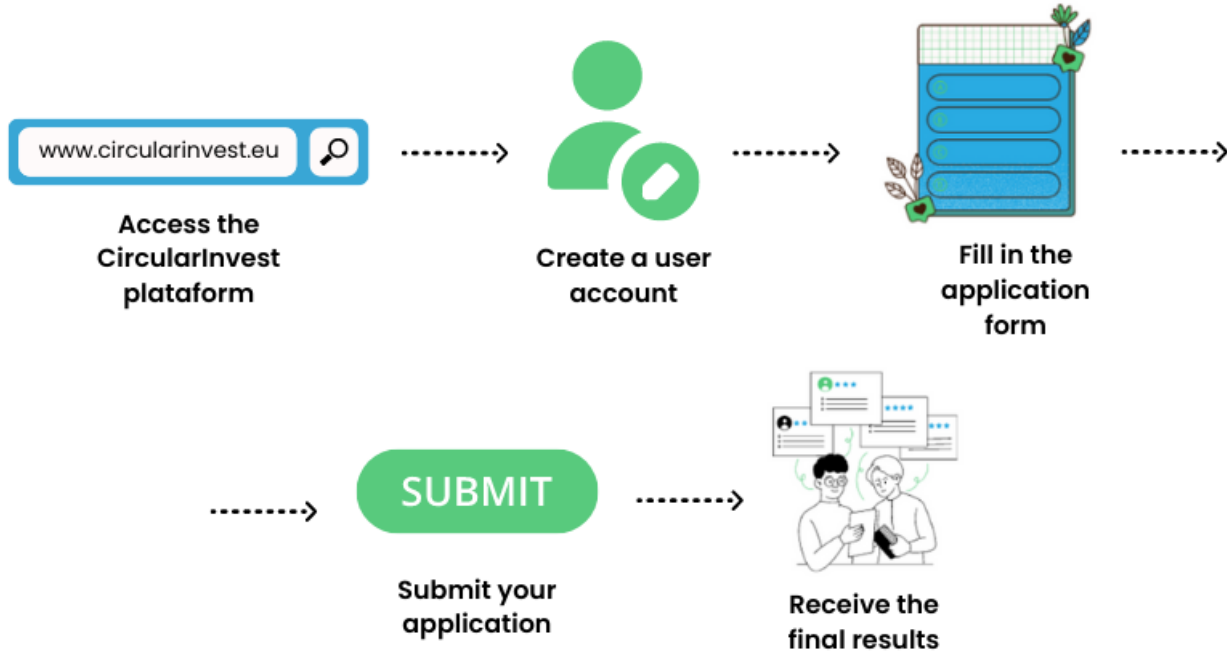 www.circularinvest.eu
Access the
CircularInvest
plataform
Create a user
account
Fill in the
application
form
SUBMIT
Submit your
application
Receive the
final results